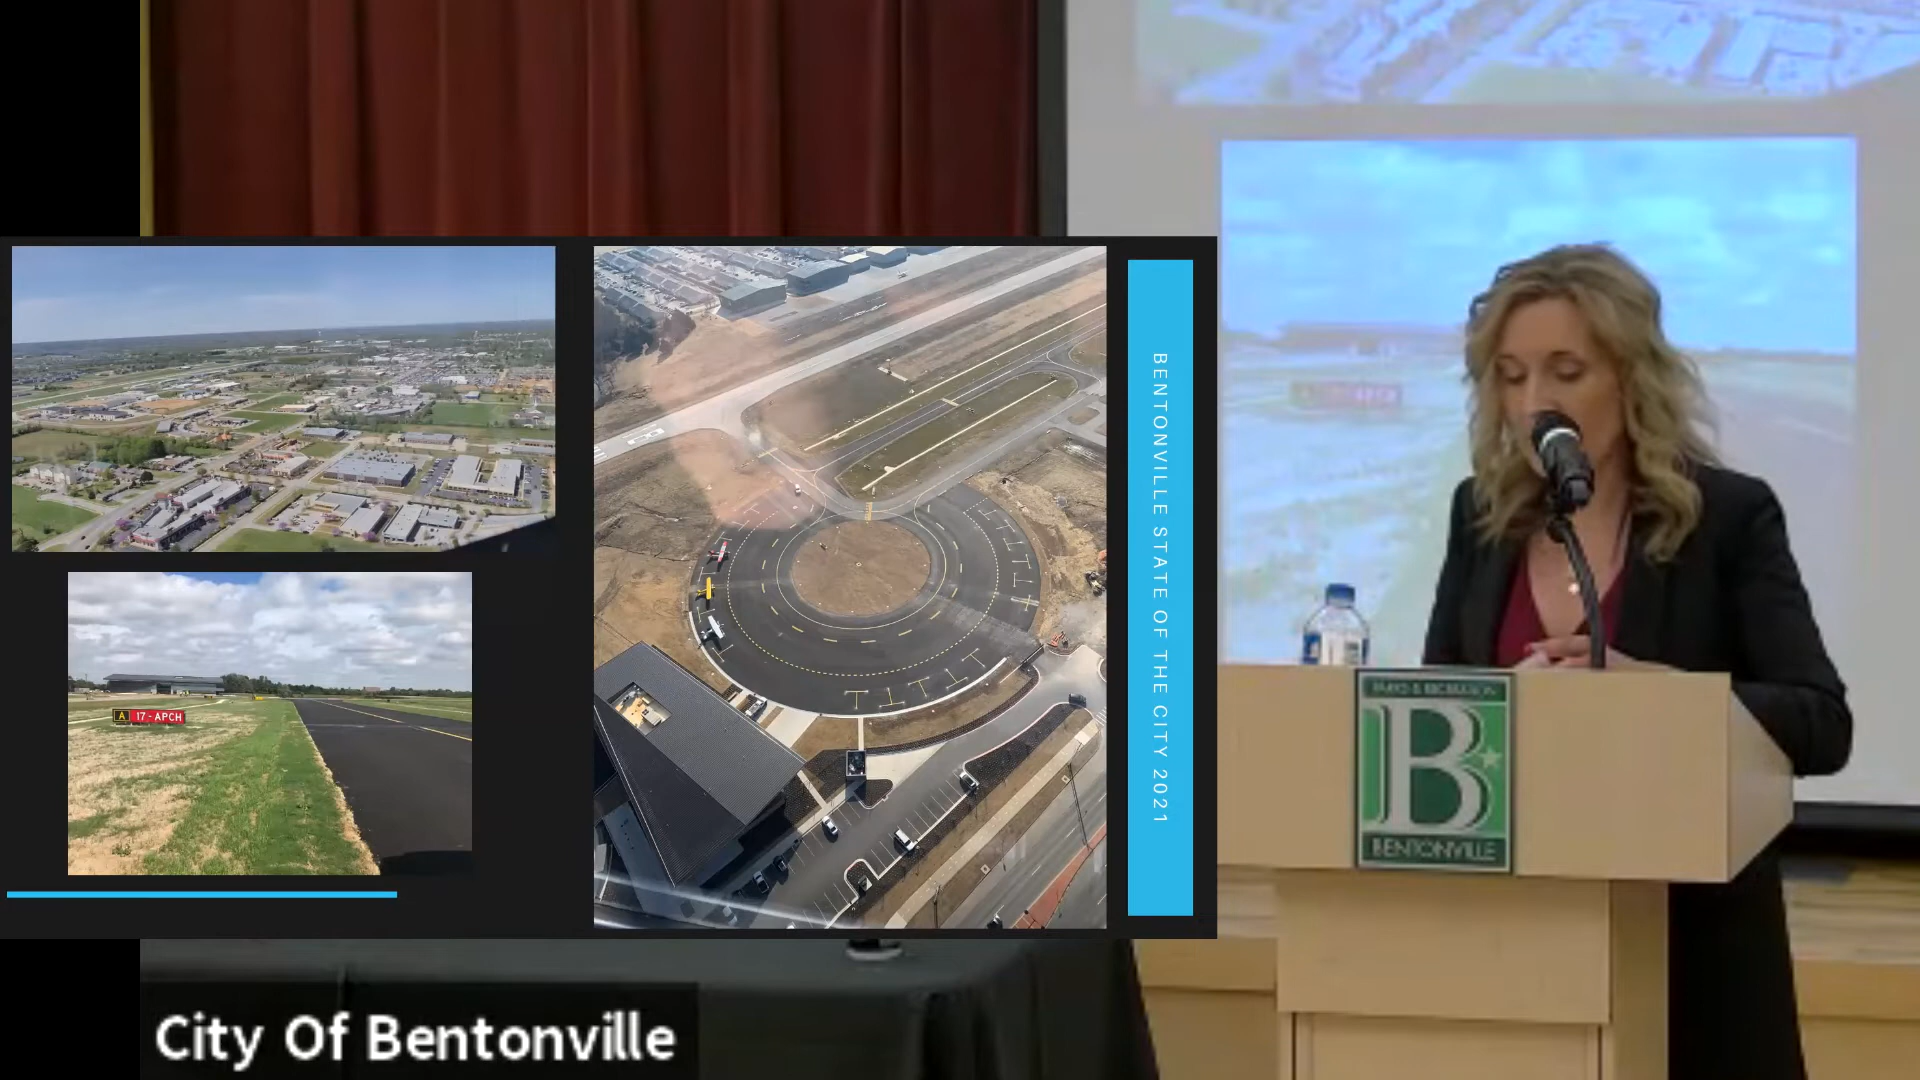 A 17-APCH
BENTONVILLE STATE OF THE CITY 2021
PARKS & RECREATION
B
BENTONVILLE
City Of Bentonville